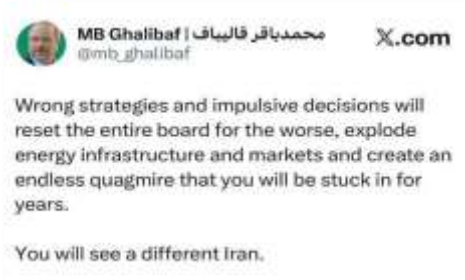 MB Ghalibaf | محمدباقر قالیباف
X.com
@mb_ghalibaf
Wrong strategies and impulsive decisions will
reset the entire board for the worse, explode
energy infrastructure and markets and create an
endless quagmire that you will be stuck in for
years.
You will see a different Iran.